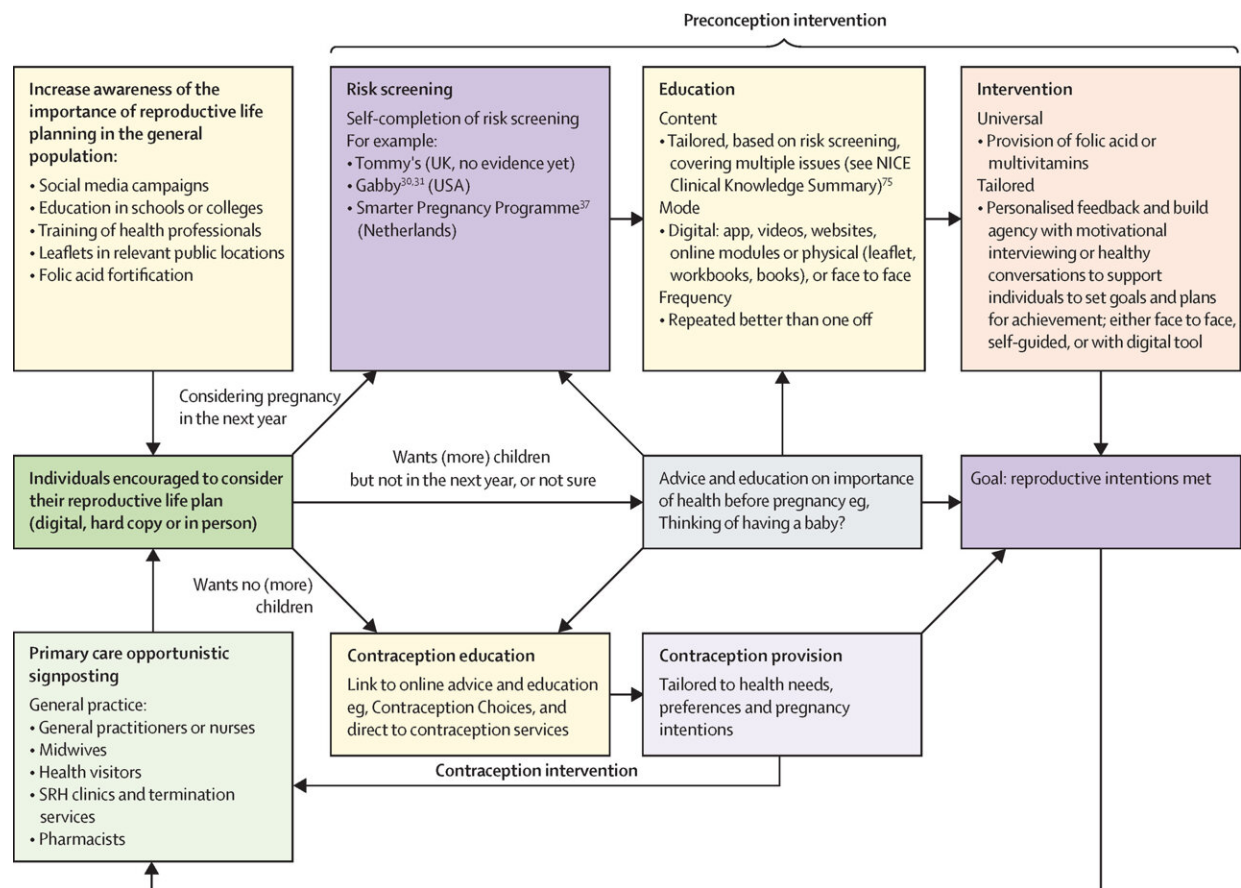 Preconception intervention
Increase awareness of the
importance of reproductive life
planning in the general
population:
• Social media campaigns
• Education in schools or colleges
• Training of health professionals
• Leaflets in relevant public locations
• Folic acid fortification
Risk screening
Self-completion of risk screening
For example:
• Tommy's (UK, no evidence yet)
• Gabby30,31 (USA)
• Smarter Pregnancy Programme37
(Netherlands)
Education
Content
• Tailored, based on risk screening,
covering multiple issues (see NICE
Clinical Knowledge Summary)75
Mode
• Digital: app, videos, websites,
online modules or physical (leaflet,
workbooks, books), or face to face
Frequency
• Repeated better than one off
Intervention
Universal
• Provision of folic acid or
multivitamins
Tailored
• Personalised feedback and build
agency with motivational
interviewing or healthy
conversations to support
individuals to set goals and plans
for achievement; either face to face,
self-guided, or with digital tool
Considering pregnancy
in the next year
Individuals encouraged to consider
their reproductive life plan
(digital, hard copy or in person)
Wants (more) children
but not in the next year, or not sure
Advice and education on importance
of health before pregnancy eg,
Thinking of having a baby?
Goal: reproductive intentions met
Wants no (more)
children
Primary care opportunistic
signposting
General practice:
• General practitioners or nurses
• Midwives
• Health visitors
• SRH clinics and termination
services
• Pharmacists
Contraception education
Link to online advice and education
eg, Contraception Choices, and
direct to contraception services
Contraception provision
Tailored to health needs,
preferences and pregnancy
intentions
Contraception intervention